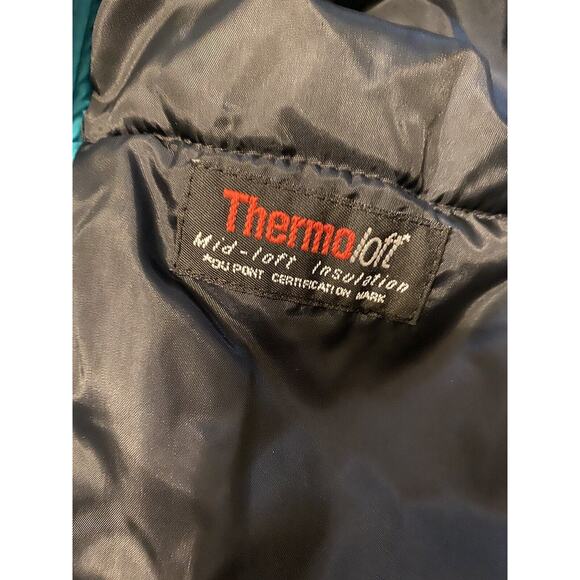 Thermoloft*
Mid-loft Insulation
*DU PONT CERTIFICATION MARK